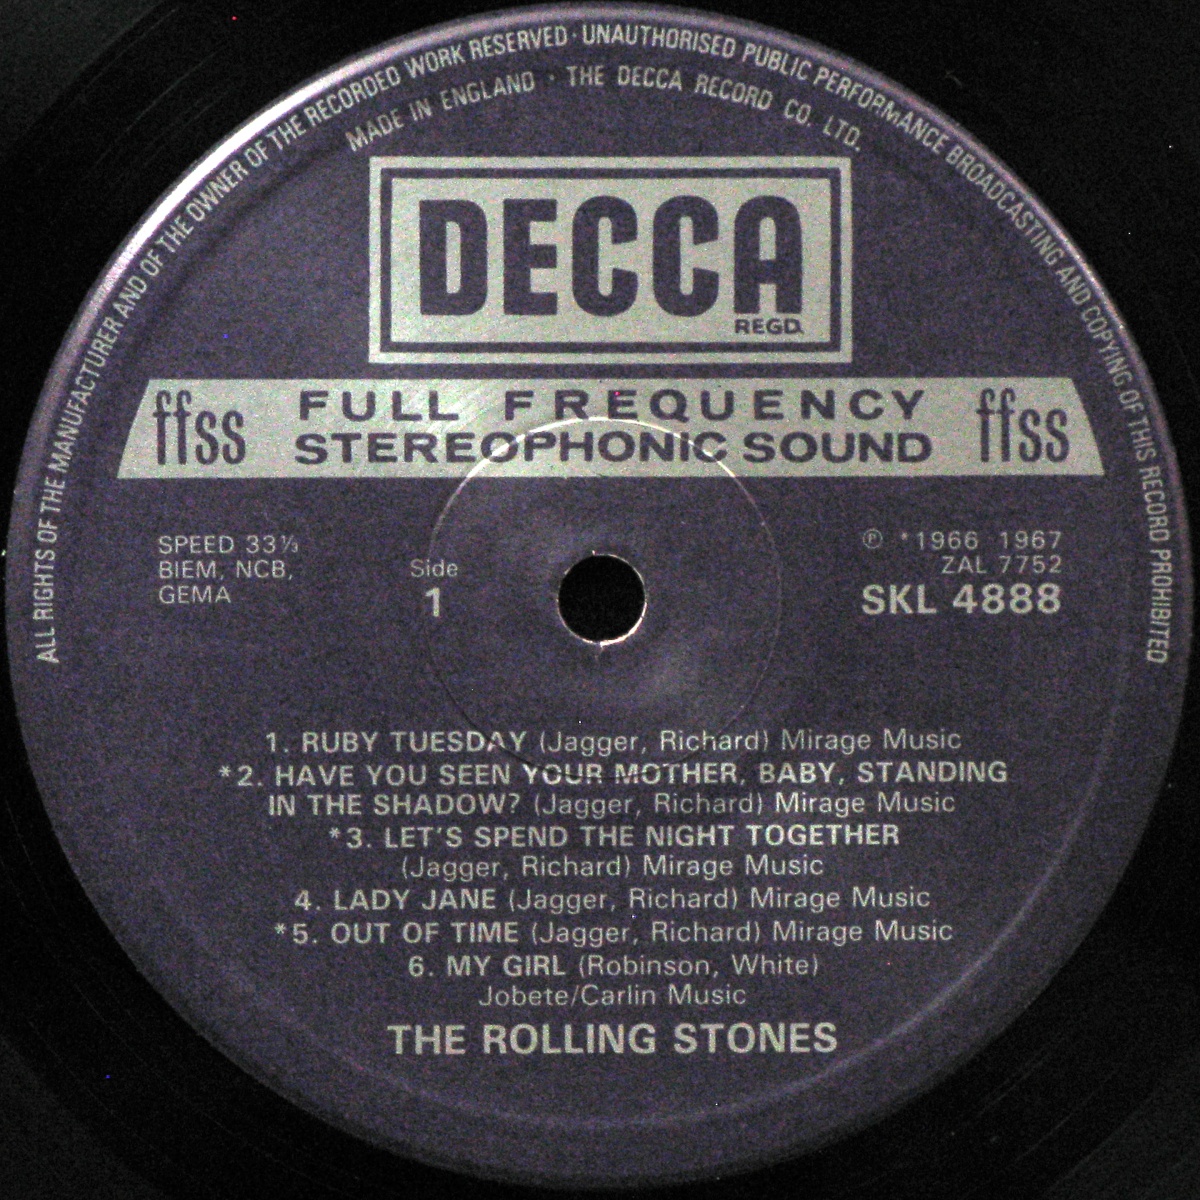 ALL RIGHTS OF THE MANUFACTURER AND OF THE OWNER OF THE RECORDED WORK RESERVED · UNAUTHORISED PUBLIC PERFORMANCE BROADCASTING AND COPYING OF THIS RECORD PROHIBITED
MADE IN ENGLAND · THE DECCA RECORD CO. LTD.
DECCA
REGD.
ffss FULL FREQUENCY ffss
STEREOPHONIC SOUND
SPEED 33⅓
BIEM, NCB,
GEMA
Side
1
℗ *1966 1967
ZAL 7752
SKL 4888
1. RUBY TUESDAY (Jagger, Richard) Mirage Music
*2. HAVE YOU SEEN YOUR MOTHER, BABY, STANDING
IN THE SHADOW? (Jagger, Richard) Mirage Music
*3. LET'S SPEND THE NIGHT TOGETHER
(Jagger, Richard) Mirage Music
4. LADY JANE (Jagger, Richard) Mirage Music
*5. OUT OF TIME (Jagger, Richard) Mirage Music
6. MY GIRL (Robinson, White)
Jobete/Carlin Music
THE ROLLING STONES